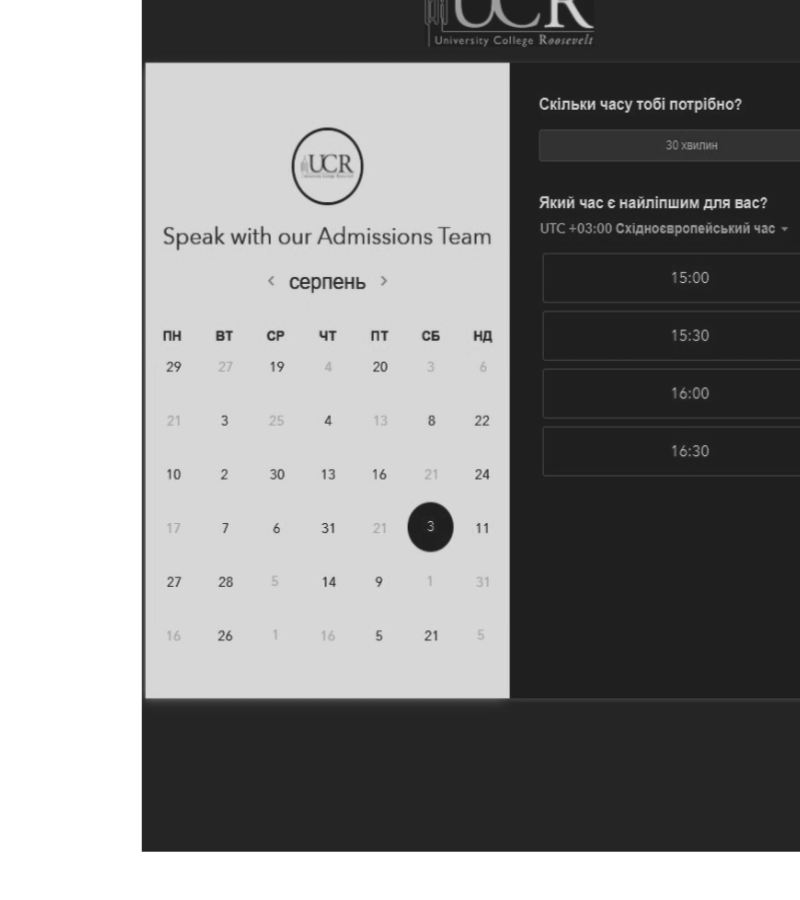 UCR
University College Roosevelt
UCR
Speak with our Admissions Team
‹ серпень ›
ПН ВТ СР ЧТ ПТ СБ НД
29 27 19 4 20 3 6
21 3 25 4 13 8 22
10 2 30 13 16 21 24
17 7 6 31 21 3 11
27 28 5 14 9 1 31
16 26 1 16 5 21 5
Скільки часу тобі потрібно?
30 хвилин
Який час є найліпшим для вас?
UTC +03:00 Східноєвропейський час
15:00
15:30
16:00
16:30